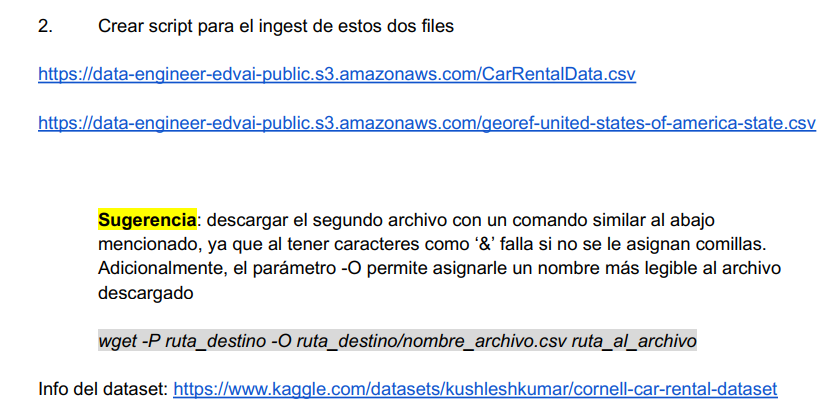 2. Crear script para el ingest de estos dos files
https://data-engineer-edvai-public.s3.amazonaws.com/CarRentalData.csv
https://data-engineer-edvai-public.s3.amazonaws.com/georef-united-states-of-america-state.csv
Sugerencia: descargar el segundo archivo con un comando similar al abajo
mencionado, ya que al tener caracteres como ‘&’ falla si no se le asignan comillas.
Adicionalmente, el parámetro -O permite asignarle un nombre más legible al archivo
descargado
wget -P ruta_destino -O ruta_destino/nombre_archivo.csv ruta_al_archivo
Info del dataset: https://www.kaggle.com/datasets/kushleshkumar/cornell-car-rental-dataset